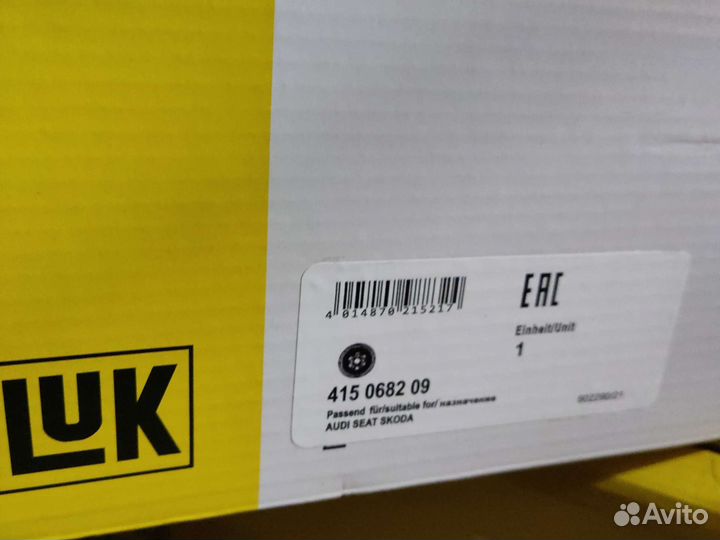 LUK
4 014870 215217
EAC
Einheit/Unit
1
415 0682 09
Passend für/suitable for/ назначение
AUDI SEAT SKODA
Avito